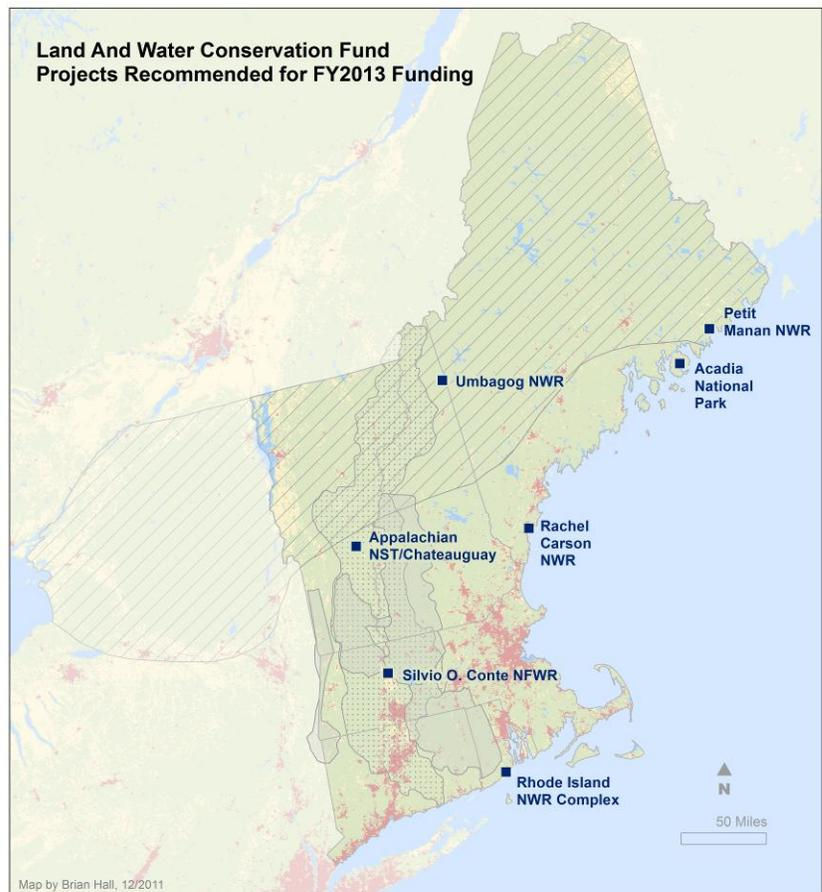 Land And Water Conservation Fund
Projects Recommended for FY2013 Funding
Petit
Manan NWR
Acadia
National
Park
Umbagog NWR
Rachel
Carson
NWR
Appalachian
NST/Chateauguay
Silvio O. Conte NFWR
Rhode Island
NWR Complex
N
50 Miles
Map by Brian Hall, 12/2011